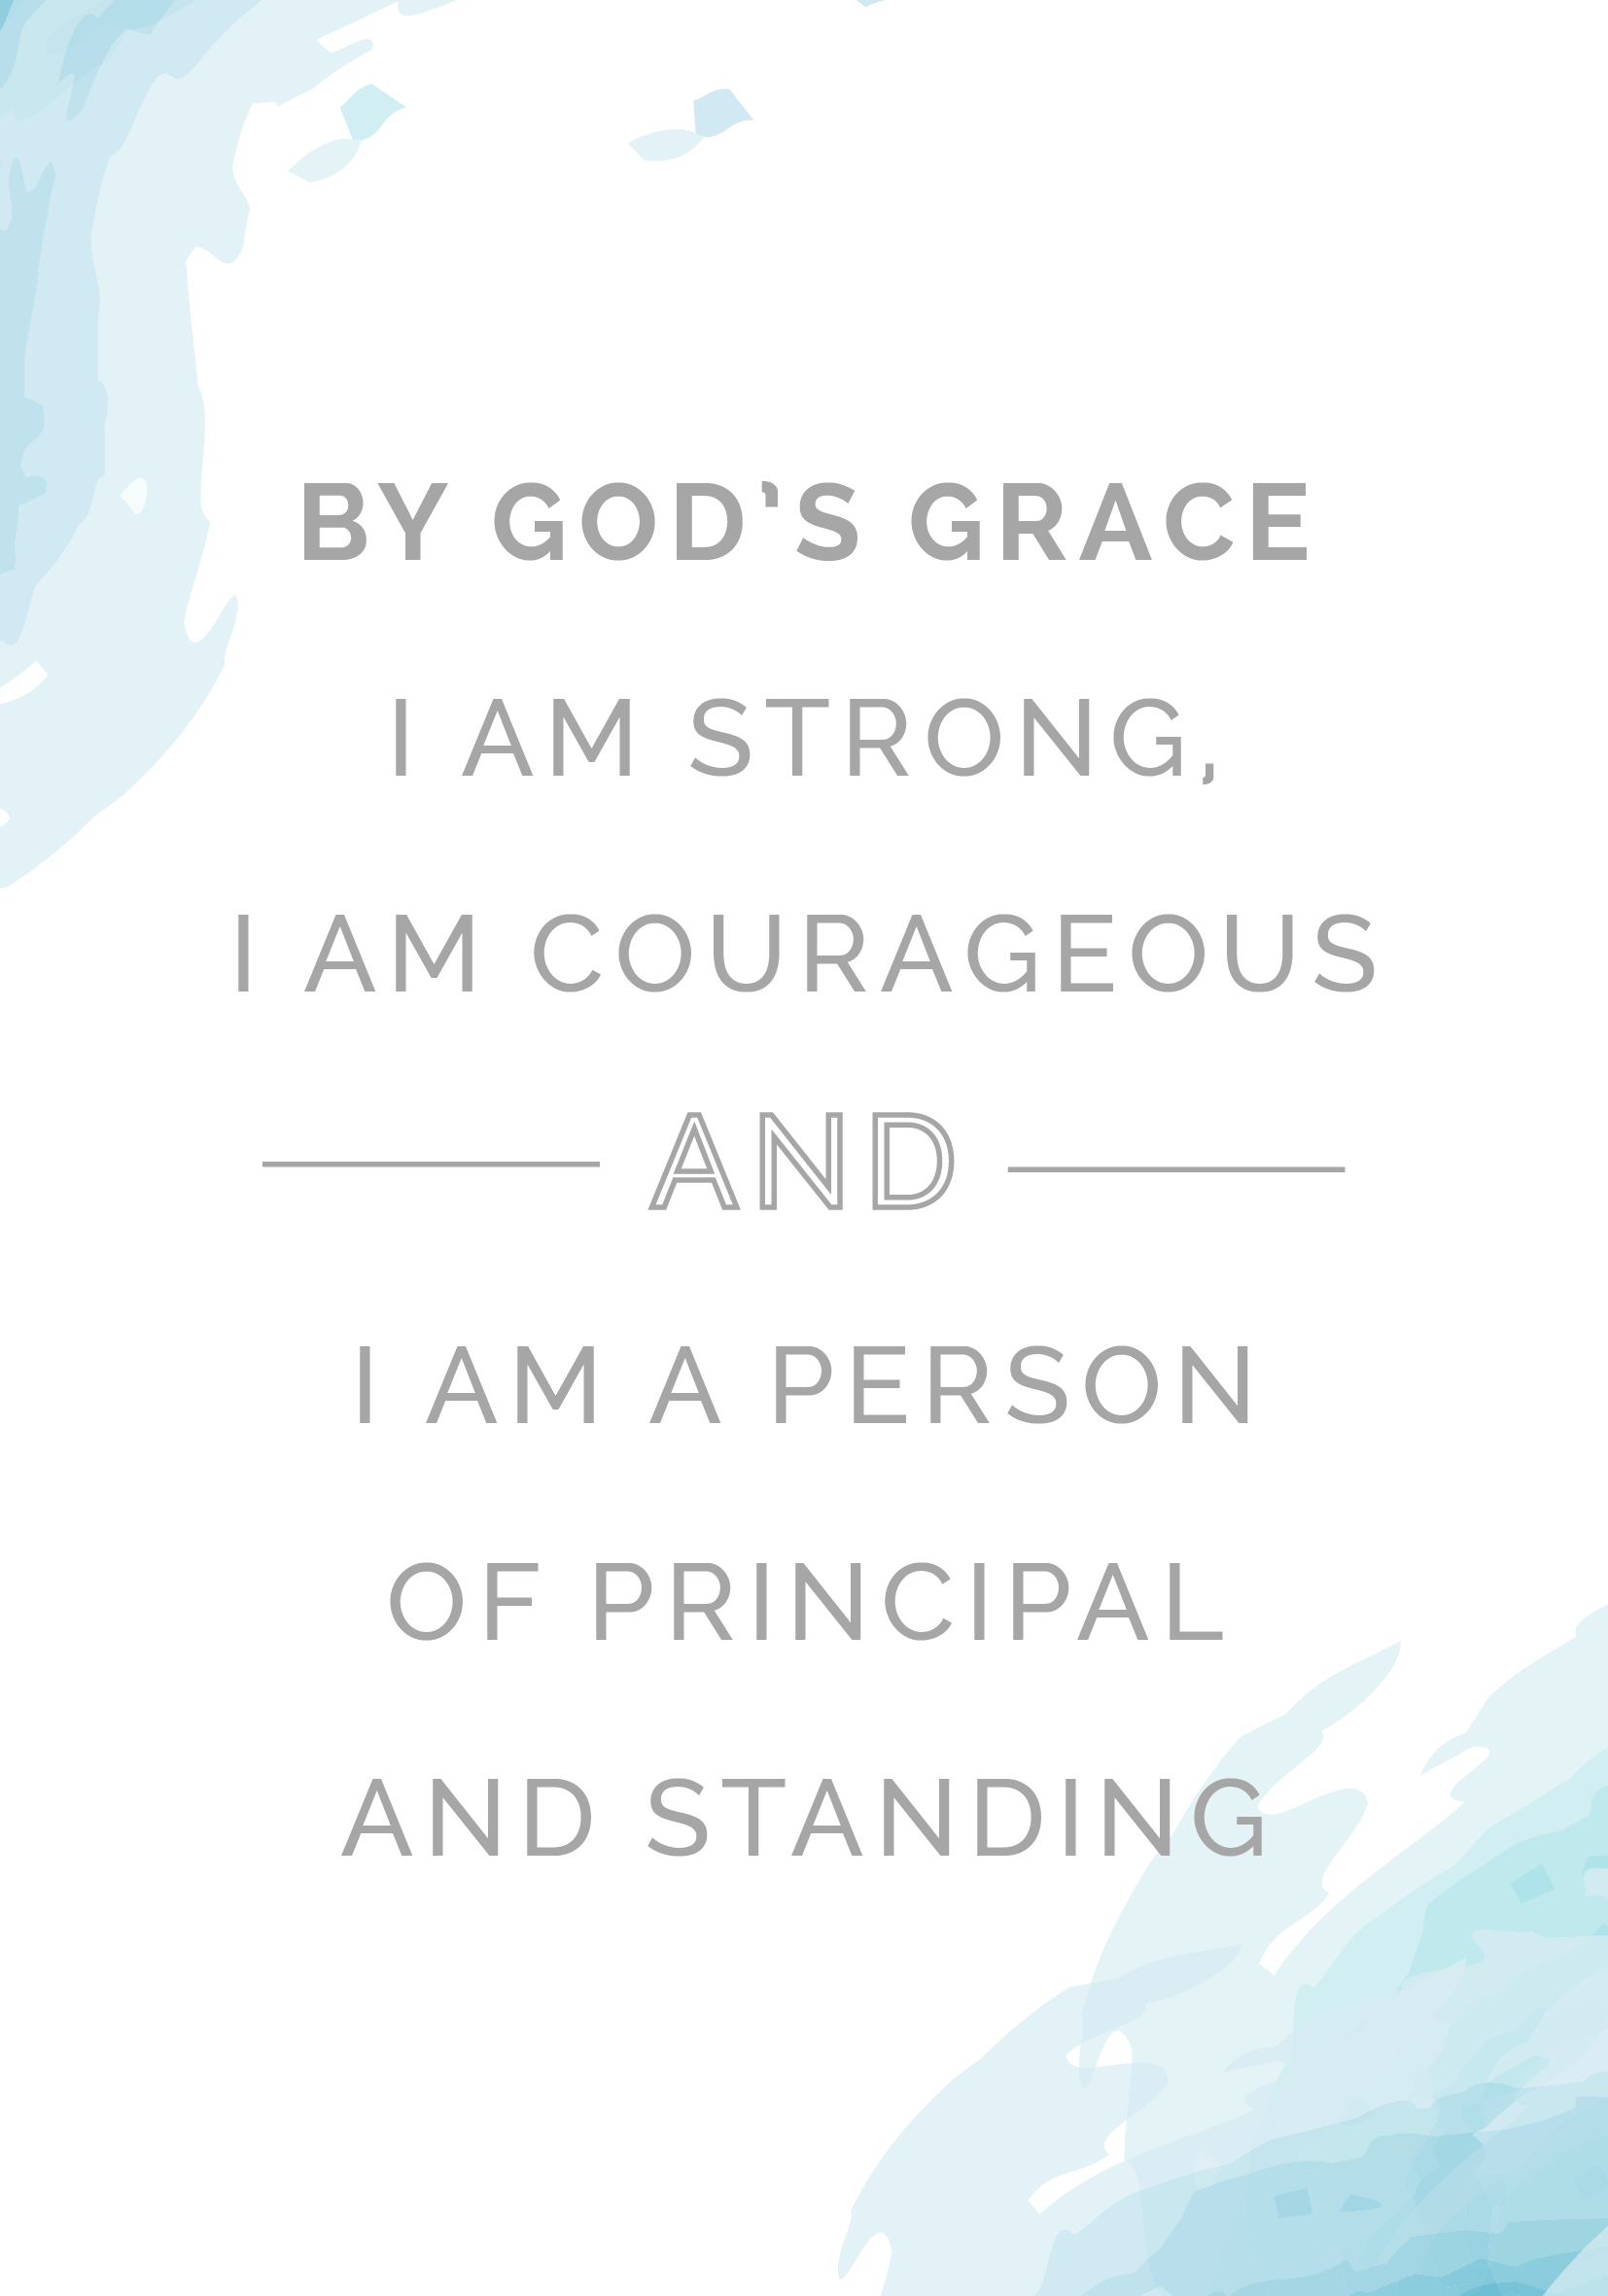 BY GOD'S GRACE
I AM STRONG,
I AM COURAGEOUS
AND
I AM A PERSON
OF PRINCIPAL
AND STANDING